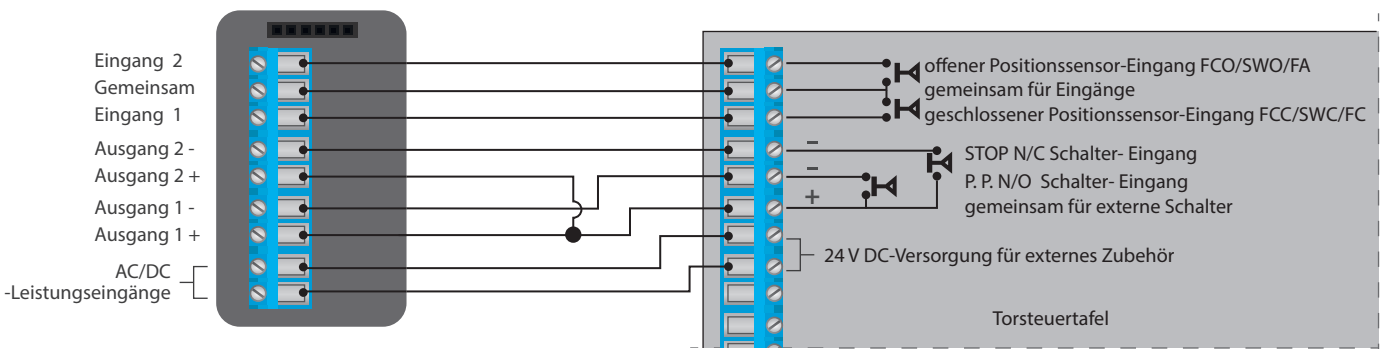 Eingang 2
Gemeinsam
Eingang 1
Ausgang 2 -
Ausgang 2 +
Ausgang 1 -
Ausgang 1 +
AC/DC
-Leistungseingänge
offener Positionssensor-Eingang FCO/SWO/FA
gemeinsam für Eingänge
geschlossener Positionssensor-Eingang FCC/SWC/FC
–
STOP N/C Schalter- Eingang
–
P. P. N/O Schalter- Eingang
+
gemeinsam für externe Schalter
24 V DC-Versorgung für externes Zubehör
Torsteuertafel